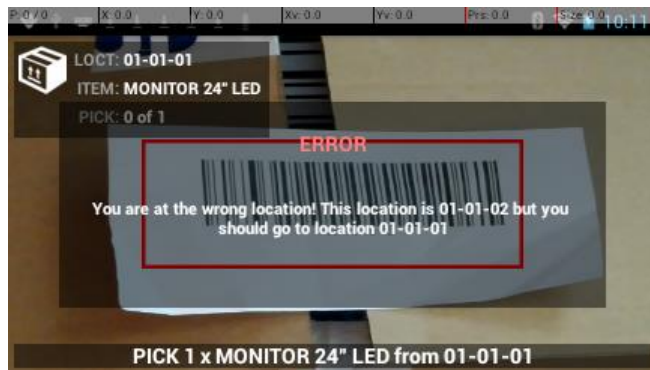 P: 0 / 0 X: 0.0 Y: 0.0 Xv: 0.0 Yv: 0.0 Prs: 0.0 Size: 0.0
10:11
LOCT: 01-01-01
ITEM: MONITOR 24" LED
PICK: 0 of 1
ERROR
You are at the wrong location! This location is 01-01-02 but you
should go to location 01-01-01
PICK 1 x MONITOR 24" LED from 01-01-01